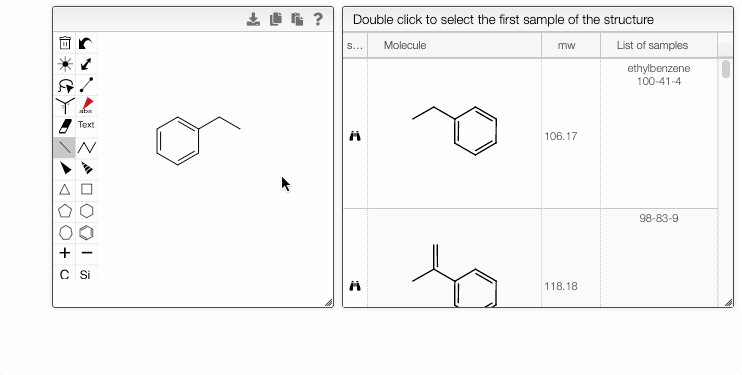 ?
Double click to select the first sample of the structure
s... Molecule mw List of samples
ethylbenzene
100-41-4
106.17
98-83-9
118.18
abs
Text
+ −
C Si